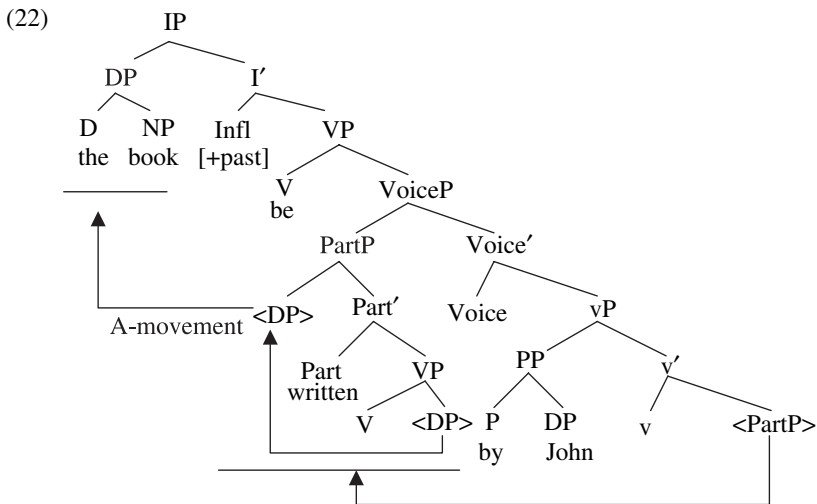 (22)
IP
DP I′
D NP Infl VP
the book [+past]
V VoiceP
be
PartP Voice′
A-movement <DP> Part′ Voice vP
Part VP PP v′
written
V <DP> P DP v <PartP>
by John